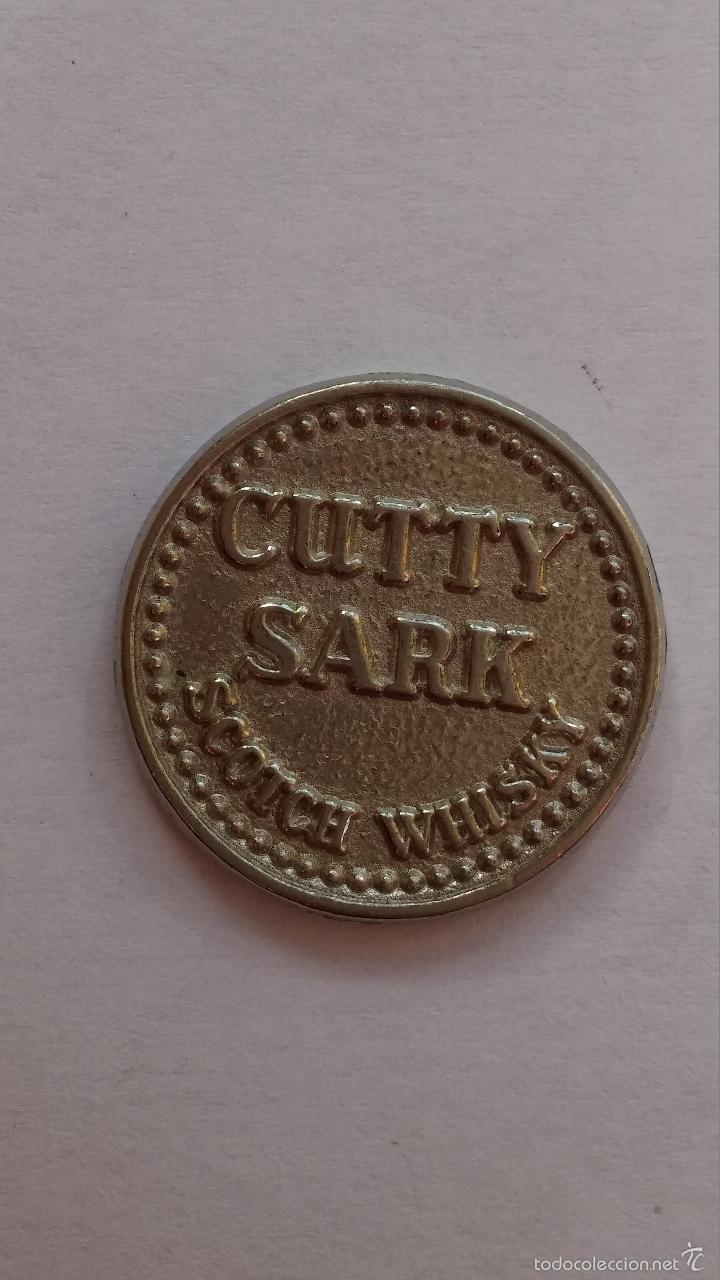 CUTTY
SARK
SCOTCH WHISKY
todocoleccion.net